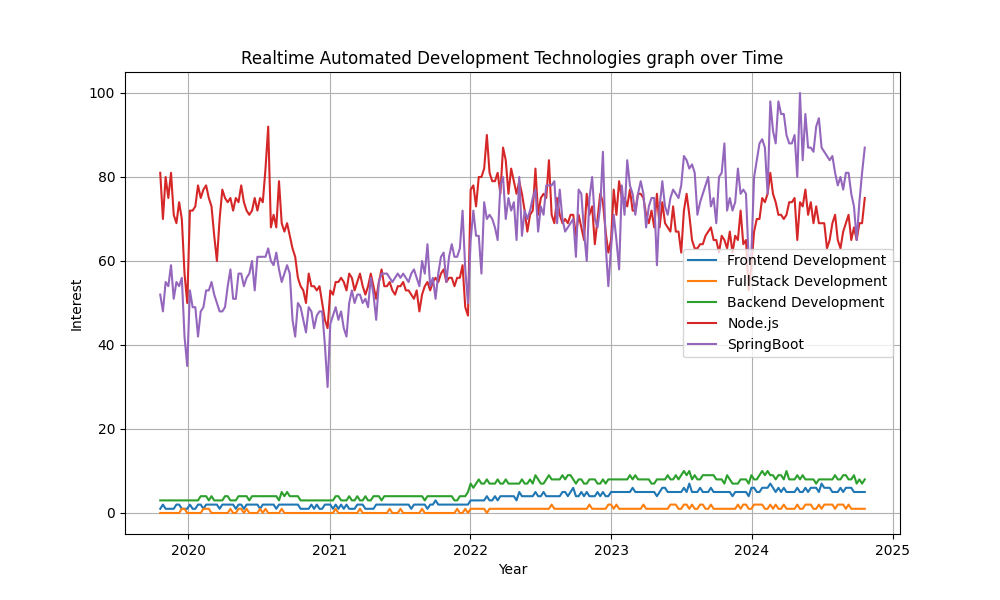 Realtime Automated Development Technologies graph over Time
100
80
60
40
20
0
Interest
Frontend Development
FullStack Development
Backend Development
Node.js
SpringBoot
2020
2021
2022
2023
2024
2025
Year